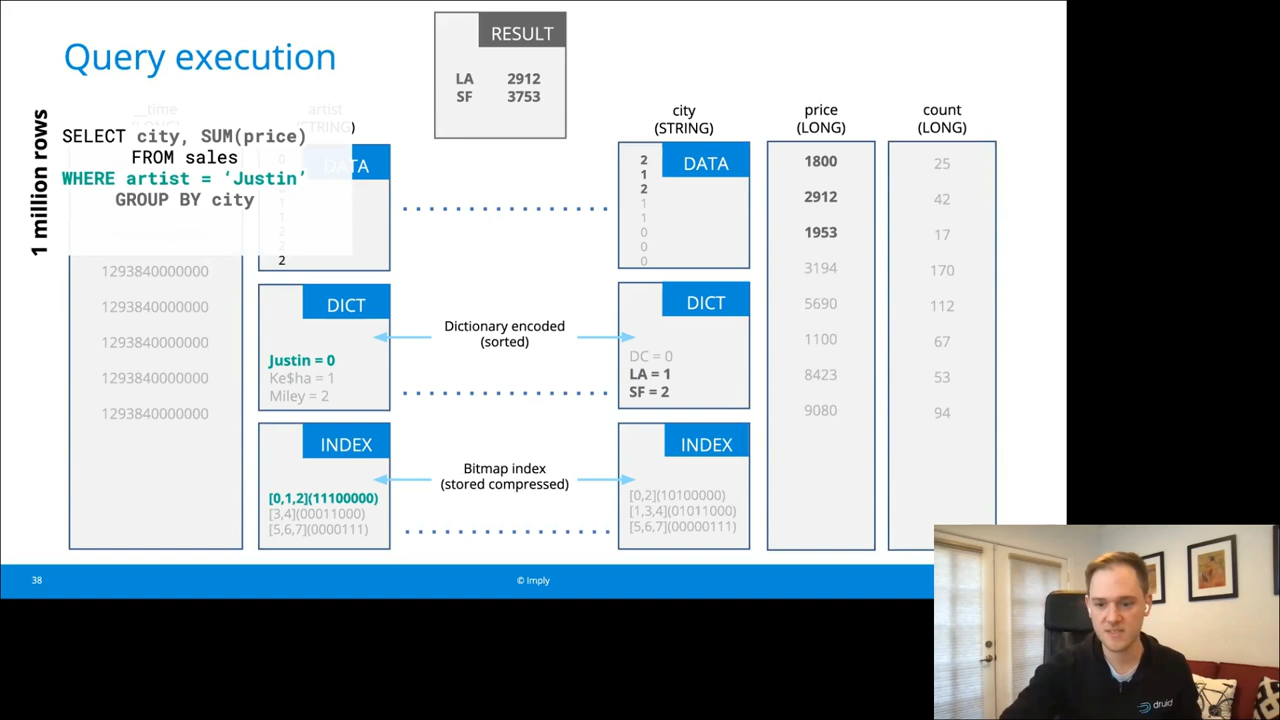 RESULT
LA 2912
SF 3753
Query execution
1 million rows
__time
artist
SELECT city, SUM(price)
FROM sales
WHERE artist = ‘Justin’
GROUP BY city
1293840000000
1293840000000
1293840000000
1293840000000
1293840000000
DATA
2
2
2
DICT
Justin = 0
Ke$ha = 1
Miley = 2
INDEX
[0,1,2](11100000)
[3,4](00011000)
[5,6,7](0000111)
Dictionary encoded
(sorted)
Bitmap index
(stored compressed)
city
(STRING)
DATA
2
1
2
1
1
0
0
0
DICT
DC = 0
LA = 1
SF = 2
INDEX
[0,2](10100000)
[1,3,4](01011000)
[5,6,7](00000111)
price
(LONG)
1800
2912
1953
3194
5690
1100
8423
9080
count
(LONG)
25
42
17
170
112
67
53
94
38
© Imply
druid